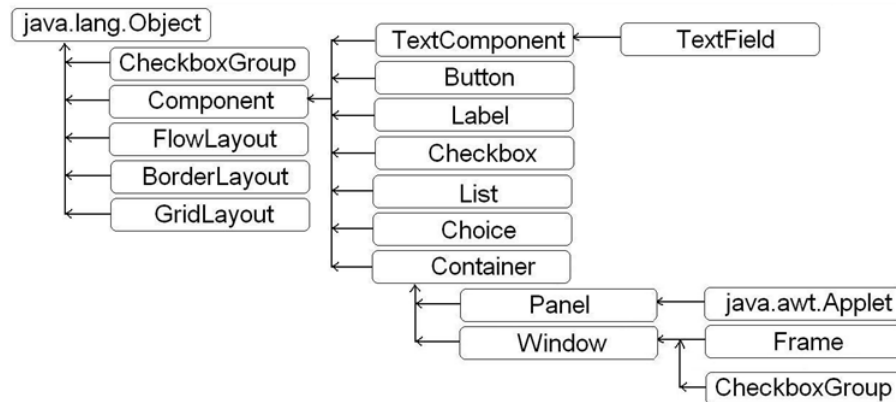 java.lang.Object
TextComponent
TextField
CheckboxGroup
Button
Component
Label
FlowLayout
Checkbox
BorderLayout
List
GridLayout
Choice
Container
Panel
java.awt.Applet
Window
Frame
CheckboxGroup